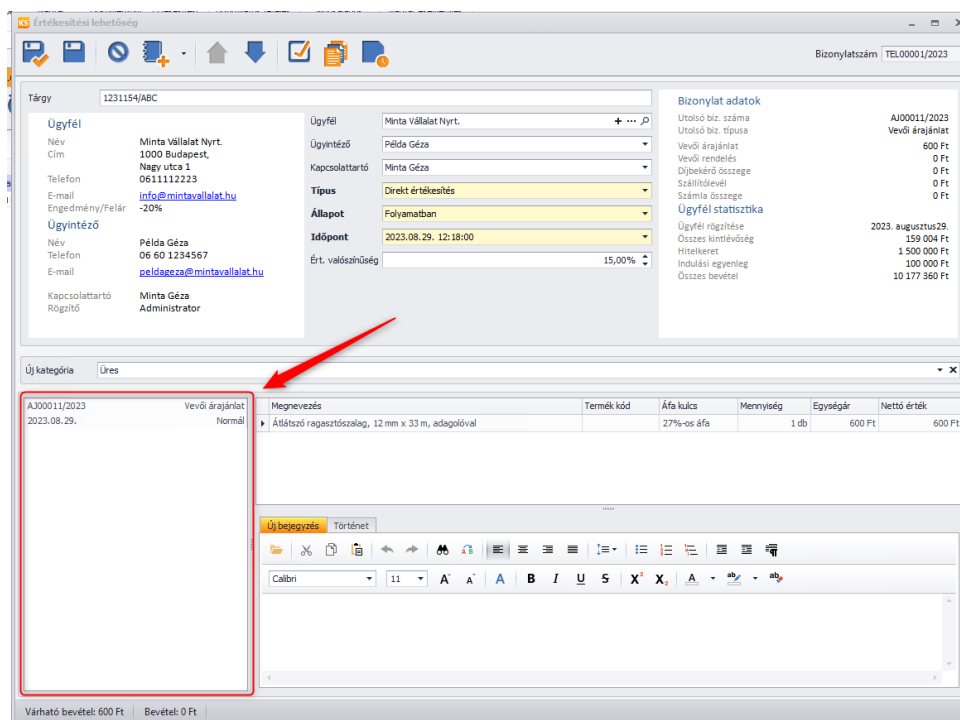 KS Értékesítési lehetőség
Bizonylatszám TEL00001/2023
Tárgy 1231154/ABC
Ügyfél
Név Minta Vállalat Nyrt.
Cím 1000 Budapest,
Nagy utca 1
Telefon 0611112223
E-mail info@mintavallalat.hu
Engedmény/Felár -20%
Ügyintéző
Név Példa Géza
Telefon 06 60 1234567
E-mail peldageza@mintavallalat.hu
Kapcsolattartó Minta Géza
Rögzítő Administrator
Ügyfél Minta Vállalat Nyrt.
Ügyintéző Példa Géza
Kapcsolattartó Minta Géza
Típus Direkt értékesítés
Állapot Folyamatban
Időpont 2023.08.29. 12:18:00
Ért. valószínűség 15,00%
Bizonylat adatok
Utolsó biz. száma AJ00011/2023
Utolsó biz. típusa Vevői árajánlat
Vevői árajánlat 600 Ft
Vevői rendelés 0 Ft
Díjbekérő összege 0 Ft
Szállítólevél 0 Ft
Számla összege 0 Ft
Ügyfél statisztika
Ügyfél rögzítése 2023. augusztus29.
Összes kintlévőség 159 004 Ft
Hitelkeret 1 500 000 Ft
Indulási egyenleg 100 000 Ft
Összes bevétel 10 177 360 Ft
Új kategória Üres
AJ00011/2023 Vevői árajánlat
2023.08.29. Normál
Megnevezés Termék kód Áfa kulcs Mennyiség Egységár Nettó érték
Átlátszó ragasztószalag, 12 mm x 33 m, adagolóval 27%-os áfa 1 db 600 Ft 600 Ft
Új bejegyzés Történet
Calibri 11 A A A B I U S X² X₂ A ab ab
Várható bevétel: 600 Ft Bevétel: 0 Ft